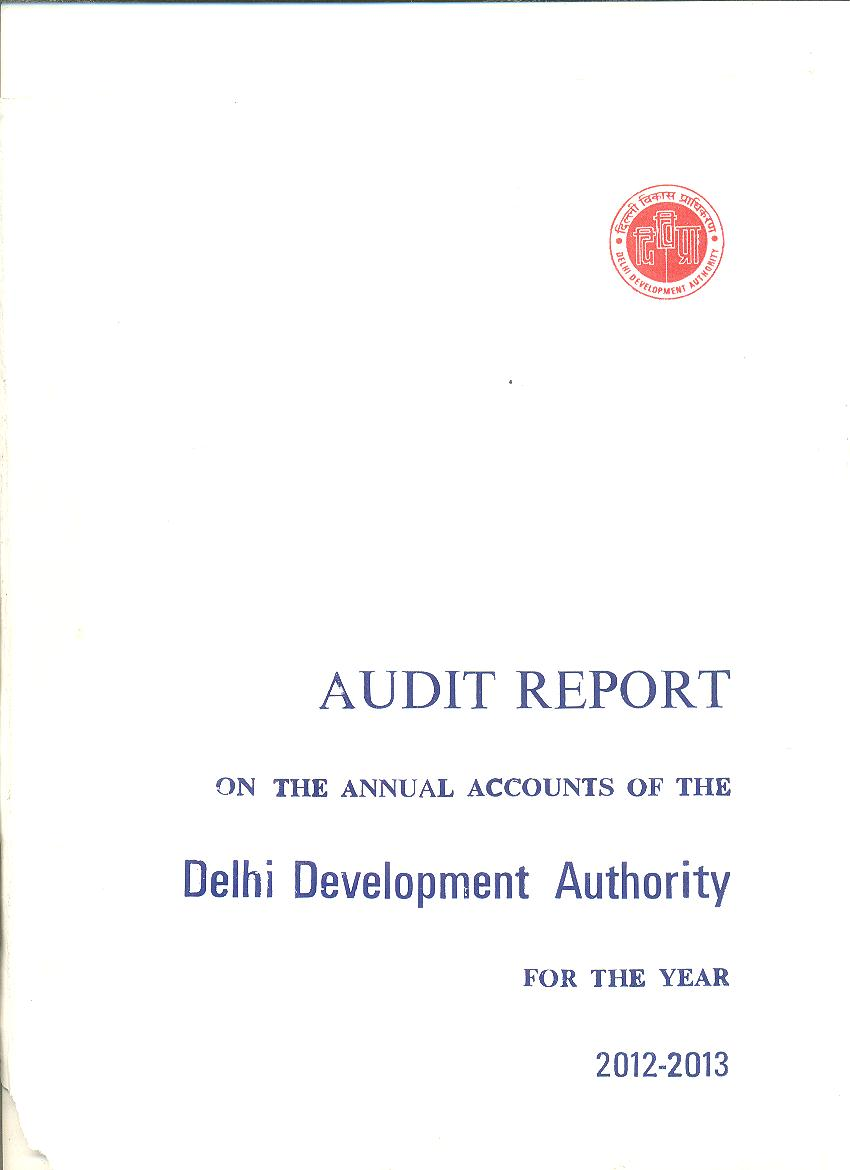 दिल्ली विकास प्राधिकरण
दि वि प्रा
DELHI DEVELOPMENT AUTHORITY
AUDIT REPORT
ON THE ANNUAL ACCOUNTS OF THE
Delhi Development Authority
FOR THE YEAR
2012-2013